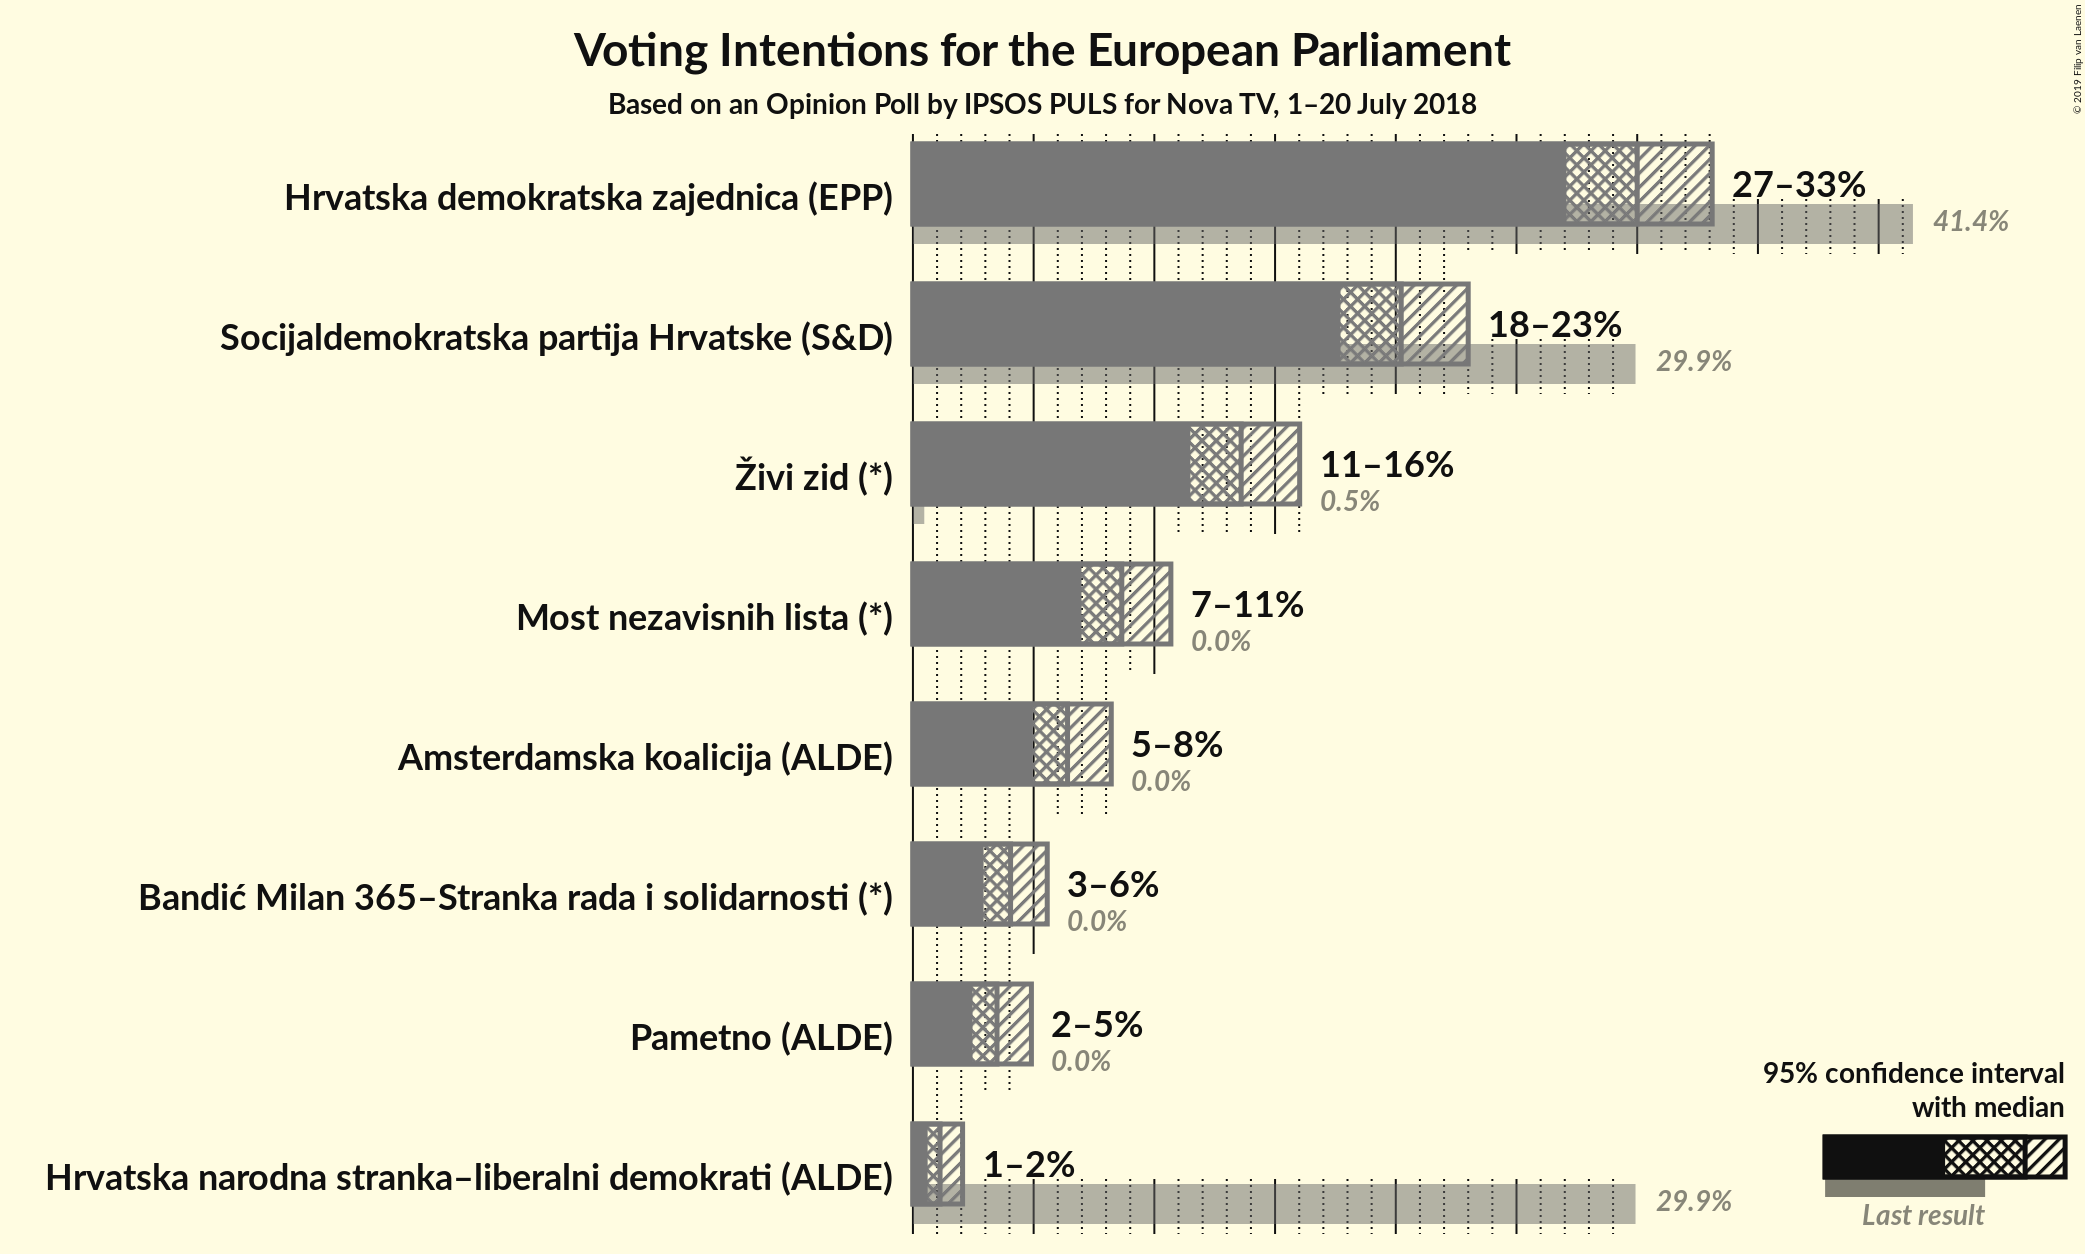 Voting Intentions for the European Parliament
Based on an Opinion Poll by IPSOS PULS for Nova TV, 1–20 July 2018
© 2019 Filip van Laenen
Hrvatska demokratska zajednica (EPP)
27–33%
41.4%
Socijaldemokratska partija Hrvatske (S&D)
18–23%
29.9%
Živi zid (*)
11–16%
0.5%
Most nezavisnih lista (*)
7–11%
0.0%
Amsterdamska koalicija (ALDE)
5–8%
0.0%
Bandić Milan 365–Stranka rada i solidarnosti (*)
3–6%
0.0%
Pametno (ALDE)
2–5%
0.0%
Hrvatska narodna stranka–liberalni demokrati (ALDE)
1–2%
29.9%
95% confidence interval
with median
Last result